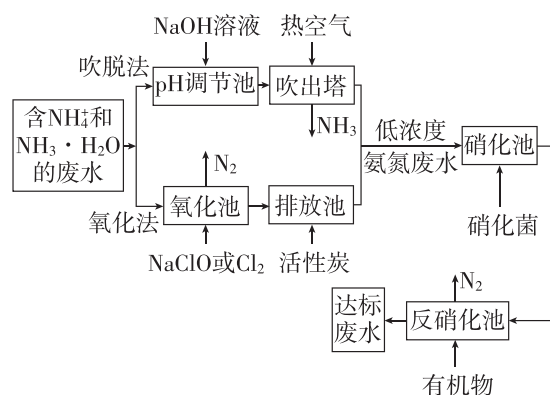 NaOH溶液
热空气
吹脱法
pH调节池
吹出塔
含NH₄⁺和
NH₃·H₂O
的废水
NH₃
低浓度
氨氮废水
硝化池
N₂
氧化法
氧化池
排放池
硝化菌
NaClO或Cl₂
活性炭
N₂
达标
废水
反硝化池
有机物